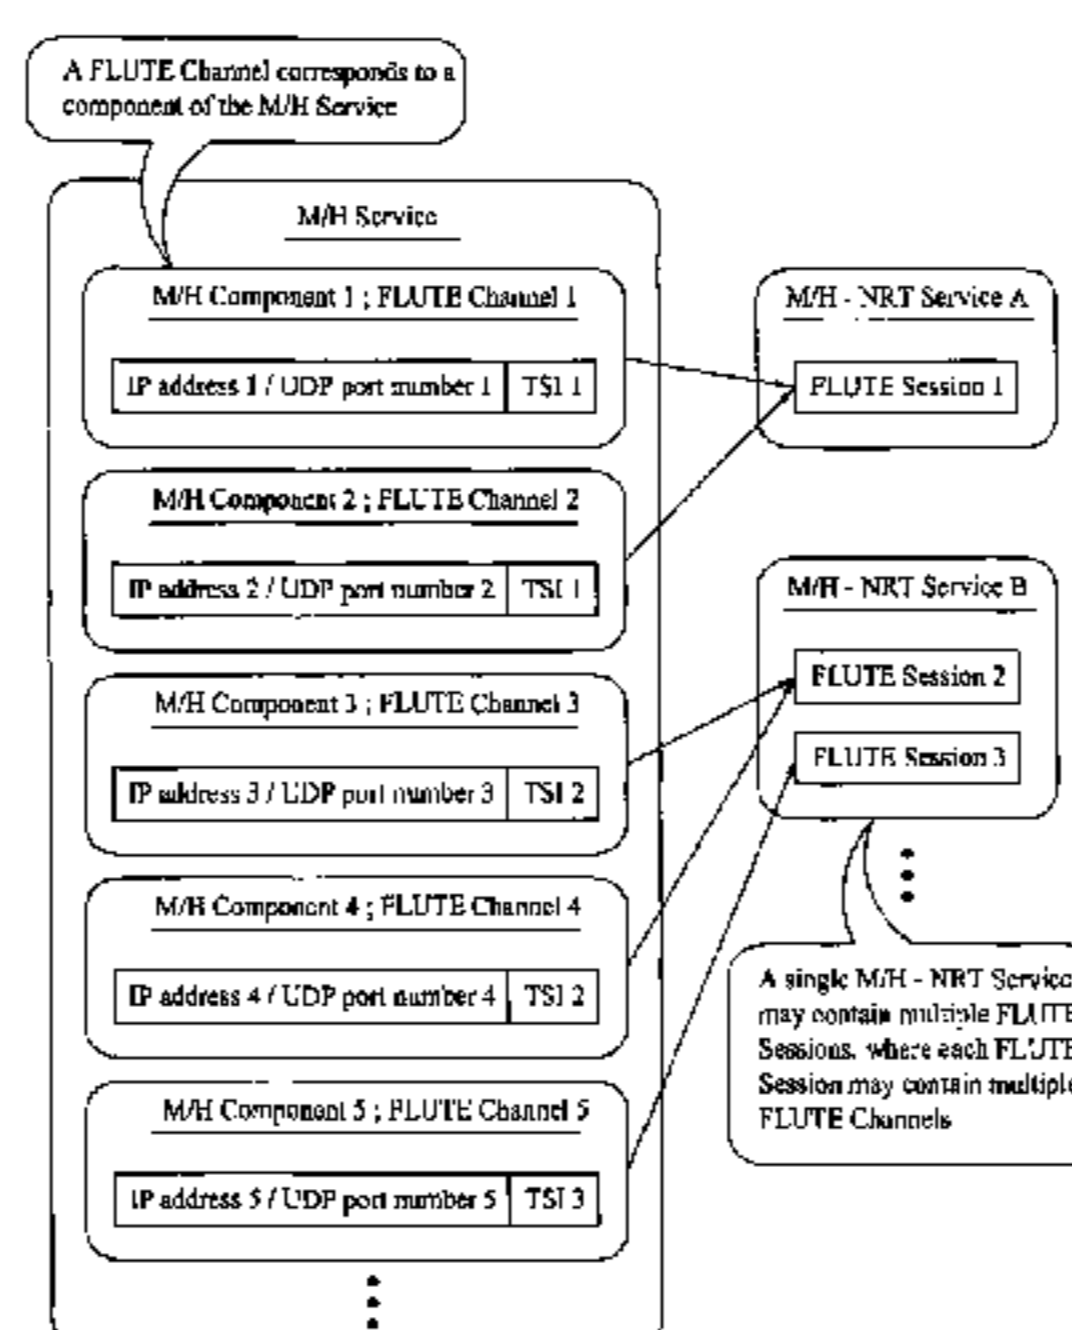 A FLUTE Channel corresponds to a
component of the M/H Service
M/H Service
M/H Component 1 ; FLUTE Channel 1
IP address 1 / UDP port number 1 TSI 1
M/H Component 2 ; FLUTE Channel 2
IP address 2 / UDP port number 2 TSI 1
M/H Component 3 ; FLUTE Channel 3
IP address 3 / UDP port number 3 TSI 2
M/H Component 4 ; FLUTE Channel 4
IP address 4 / UDP port number 4 TSI 2
M/H Component 5 ; FLUTE Channel 5
IP address 5 / UDP port number 5 TSI 3
M/H - NRT Service A
FLUTE Session 1
M/H - NRT Service B
FLUTE Session 2
FLUTE Session 3
A single M/H - NRT Service
may contain multiple FLUTE
Sessions, where each FLUTE
Session may contain multiple
FLUTE Channels